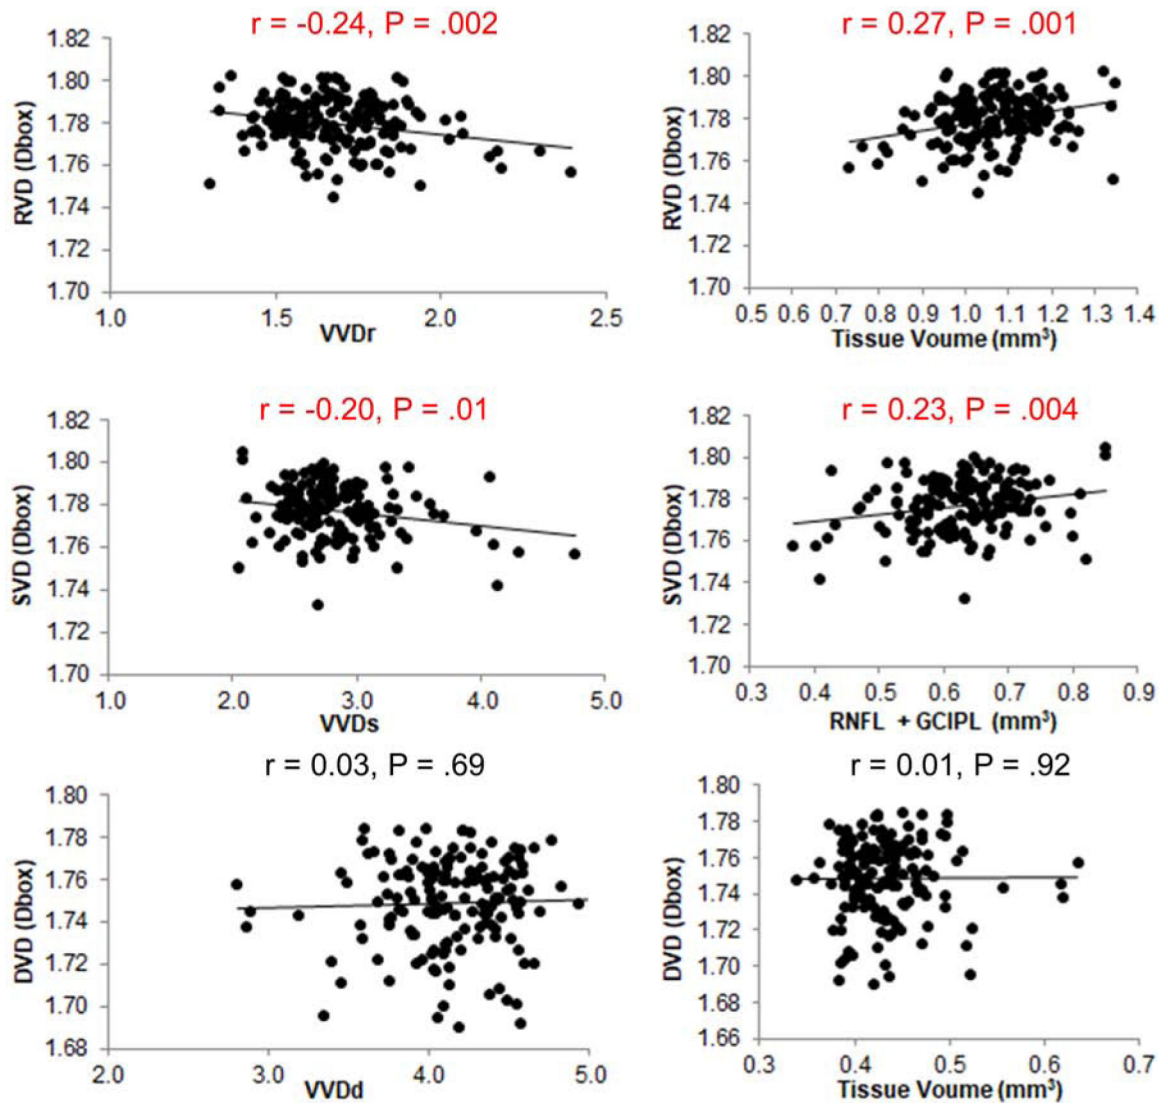 r = -0.24, P = .002
1.82
1.80
1.78
1.76
1.74
1.72
1.70
RVD (Dbox)
1.0 1.5 2.0 2.5
VVDr
r = 0.27, P = .001
1.82
1.80
1.78
1.76
1.74
1.72
1.70
RVD (Dbox)
0.5 0.6 0.7 0.8 0.9 1.0 1.1 1.2 1.3 1.4
Tissue Voume (mm³)
r = -0.20, P = .01
1.82
1.80
1.78
1.76
1.74
1.72
1.70
SVD (Dbox)
1.0 2.0 3.0 4.0 5.0
VVDs
r = 0.23, P = .004
1.82
1.80
1.78
1.76
1.74
1.72
1.70
SVD (Dbox)
0.3 0.4 0.5 0.6 0.7 0.8 0.9
RNFL + GCIPL (mm³)
r = 0.03, P = .69
1.80
1.78
1.76
1.74
1.72
1.70
1.68
DVD (Dbox)
2.0 3.0 4.0 5.0
VVDd
r = 0.01, P = .92
1.80
1.78
1.76
1.74
1.72
1.70
1.68
1.66
DVD (Dbox)
0.3 0.4 0.5 0.6 0.7
Tissue Voume (mm³)